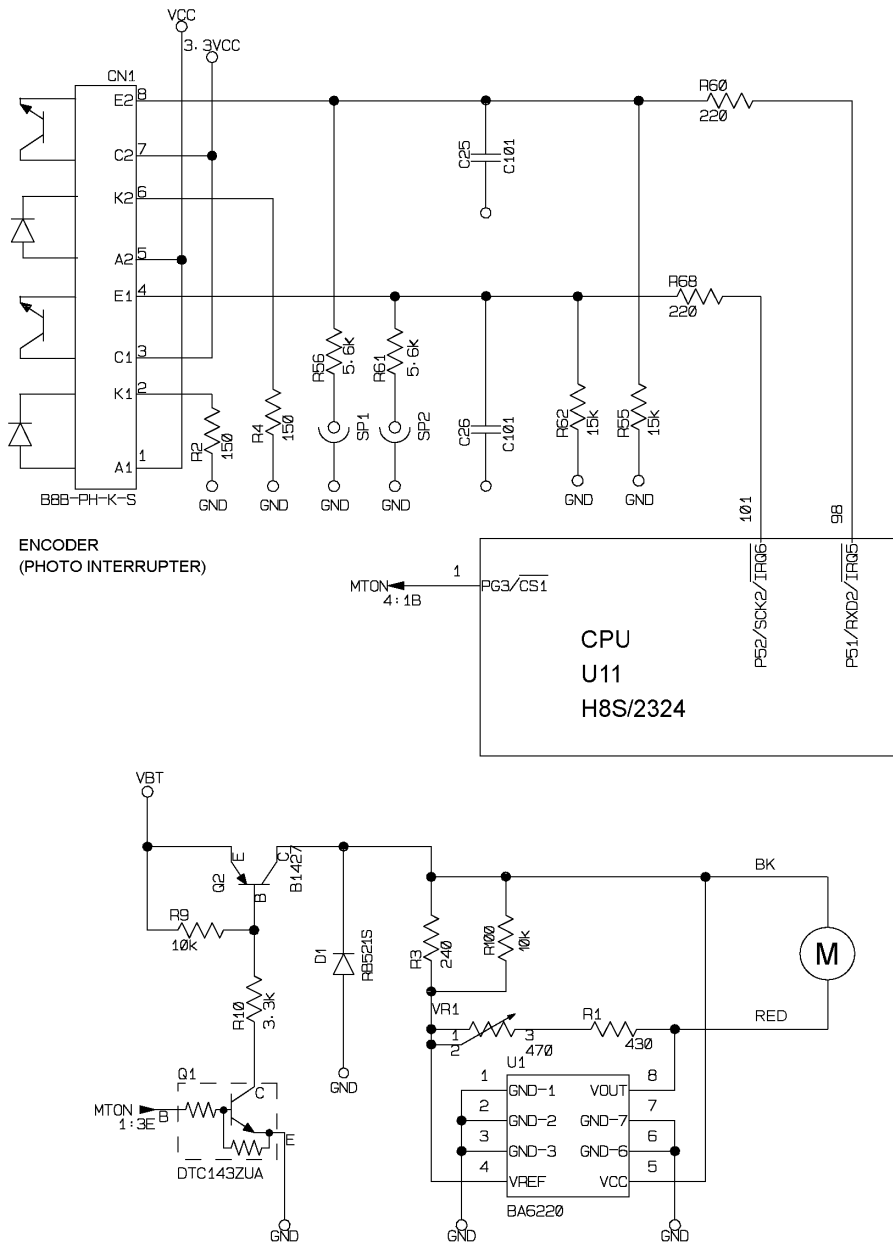 VCC
3.3VCC
CN1
E2 8
C2 7
K2 6
A2 5
E1 4
C1 3
K1 2
A1 1
B8B-PH-K-S
R60
220
C25
C101
R68
220
R56
5.6k
R61
5.6k
R2
150
R4
150
SP1
SP2
C26
C101
R62
15k
R55
15k
GND
GND
GND
GND
GND
GND
ENCODER
(PHOTO INTERRUPTER)
101
98
MTON
4:1B
1
PG3/CS1
P52/SCK2/IRQ6
P51/RXD2/IRQ5
CPU
U11
H8S/2324
VBT
E
C
Q2
B
B1427
R9
10k
R10
3.3k
D1
RB521S
R3
240
R100
10k
BK
M
VR1
1
2
3
470
R1
430
RED
Q1
C
MTON
1:3E
B
E
DTC143ZUA
GND
U1
1 GND-1 VOUT 8
2 GND-2 GND-7 7
3 GND-3 GND-6 6
4 VREF VCC 5
BA6220
GND
GND
GND